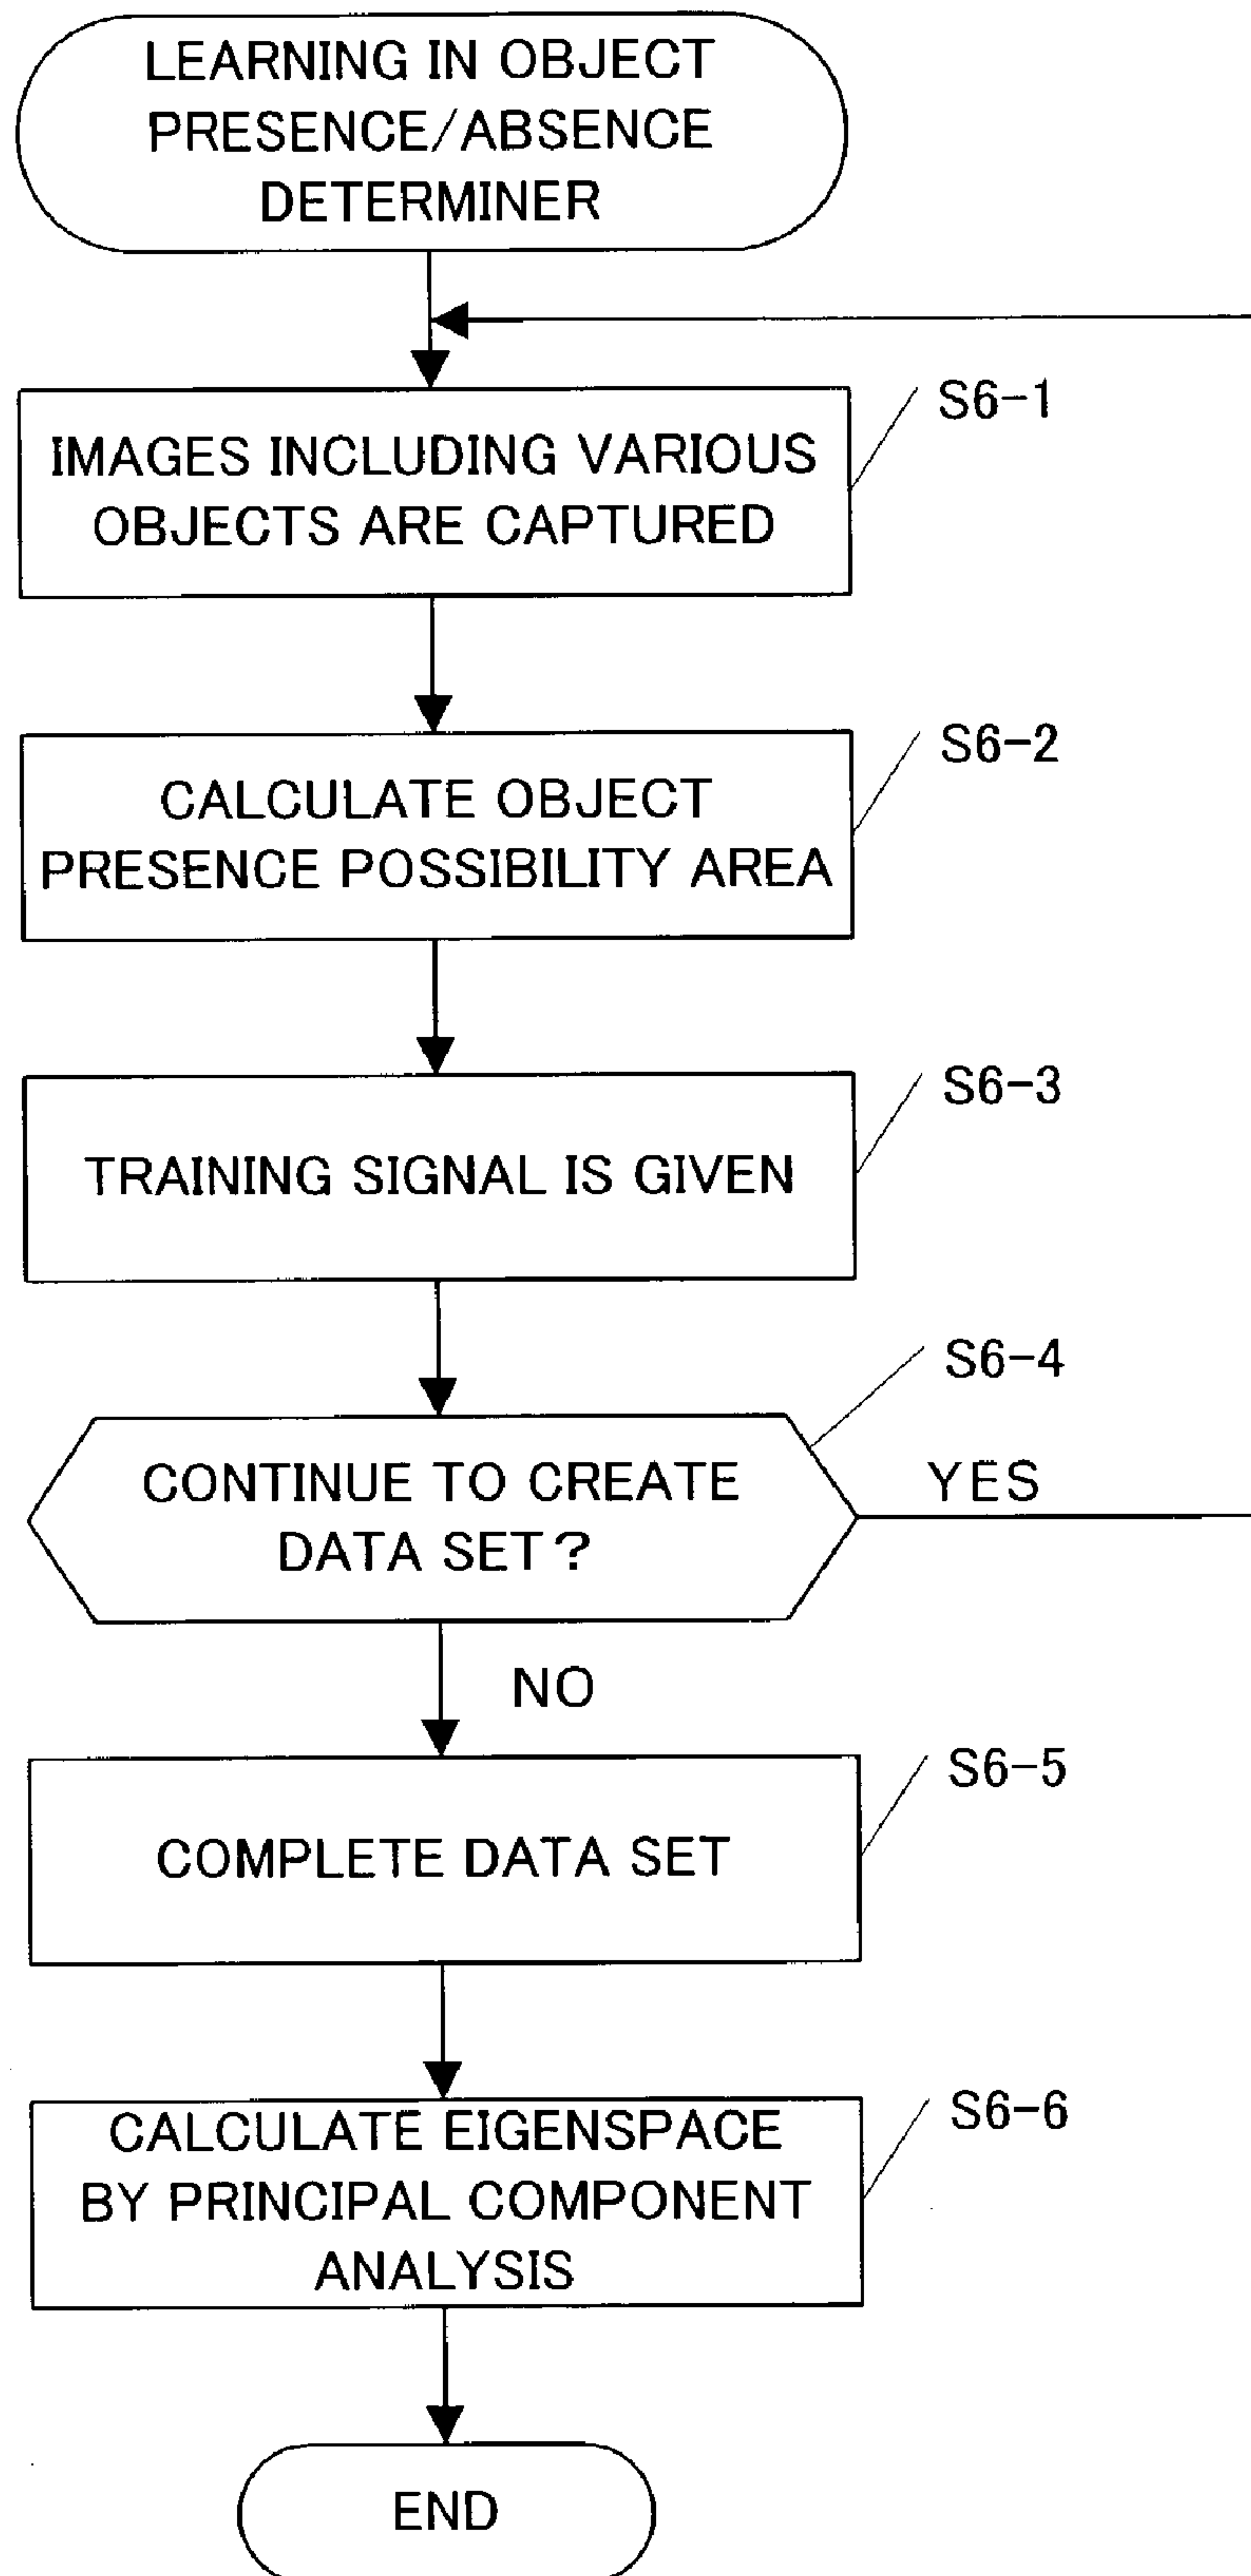 LEARNING IN OBJECT
PRESENCE/ABSENCE
DETERMINER
S6-1
IMAGES INCLUDING VARIOUS
OBJECTS ARE CAPTURED
S6-2
CALCULATE OBJECT
PRESENCE POSSIBILITY AREA
S6-3
TRAINING SIGNAL IS GIVEN
S6-4
CONTINUE TO CREATE
DATA SET?
YES
NO
S6-5
COMPLETE DATA SET
S6-6
CALCULATE EIGENSPACE
BY PRINCIPAL COMPONENT
ANALYSIS
END